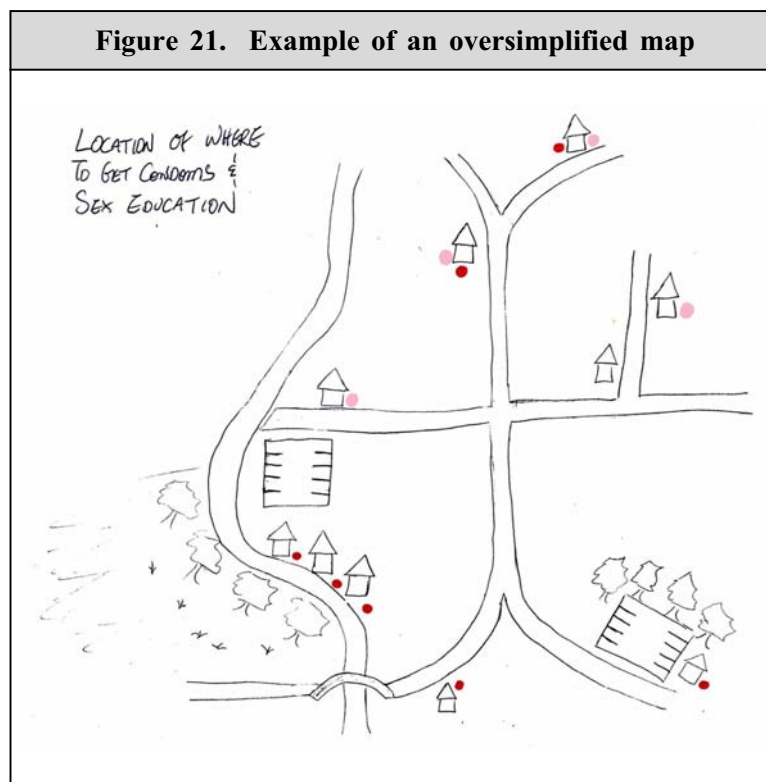 Figure 21. Example of an oversimplified map
LOCATION OF WHERE
TO GET CONDOMS &
SEX EDUCATION